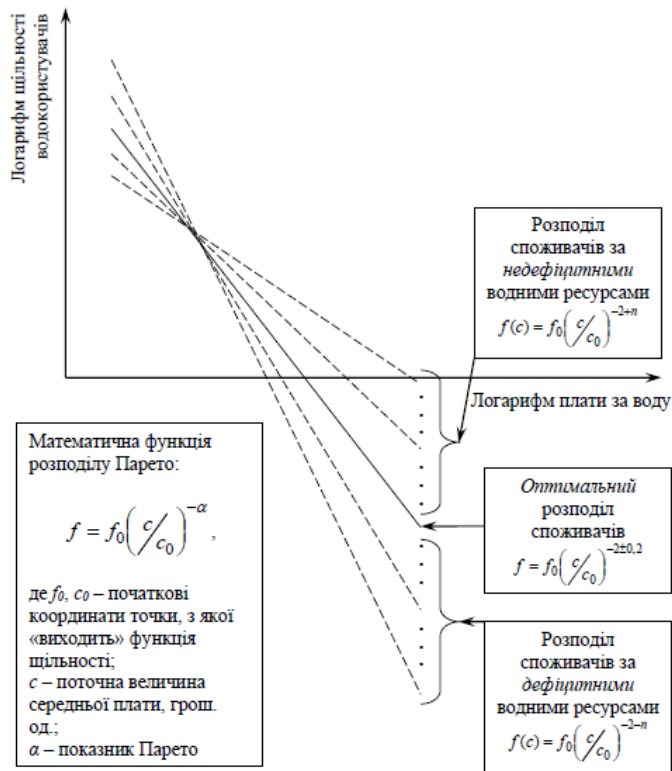 Логарифм щільності
водокористувачів
Розподіл
споживачів за
недефіцитними
водними ресурсами
f(c) = f₀(c/c₀)⁻²⁺ⁿ
Логарифм плати за воду
Математична функція
розподілу Парето:
f = f₀(c/c₀)^−α,
де f₀, c₀ – початкові
координати точки, з якої
«виходить» функція
щільності;
c – поточна величина
середньої плати, грош.
од.;
α – показник Парето
Оптимальний
розподіл
споживачів
f = f₀(c/c₀)^−2±0,2
Розподіл
споживачів за
дефіцитними
водними ресурсами
f(c) = f₀(c/c₀)⁻²⁻ⁿ